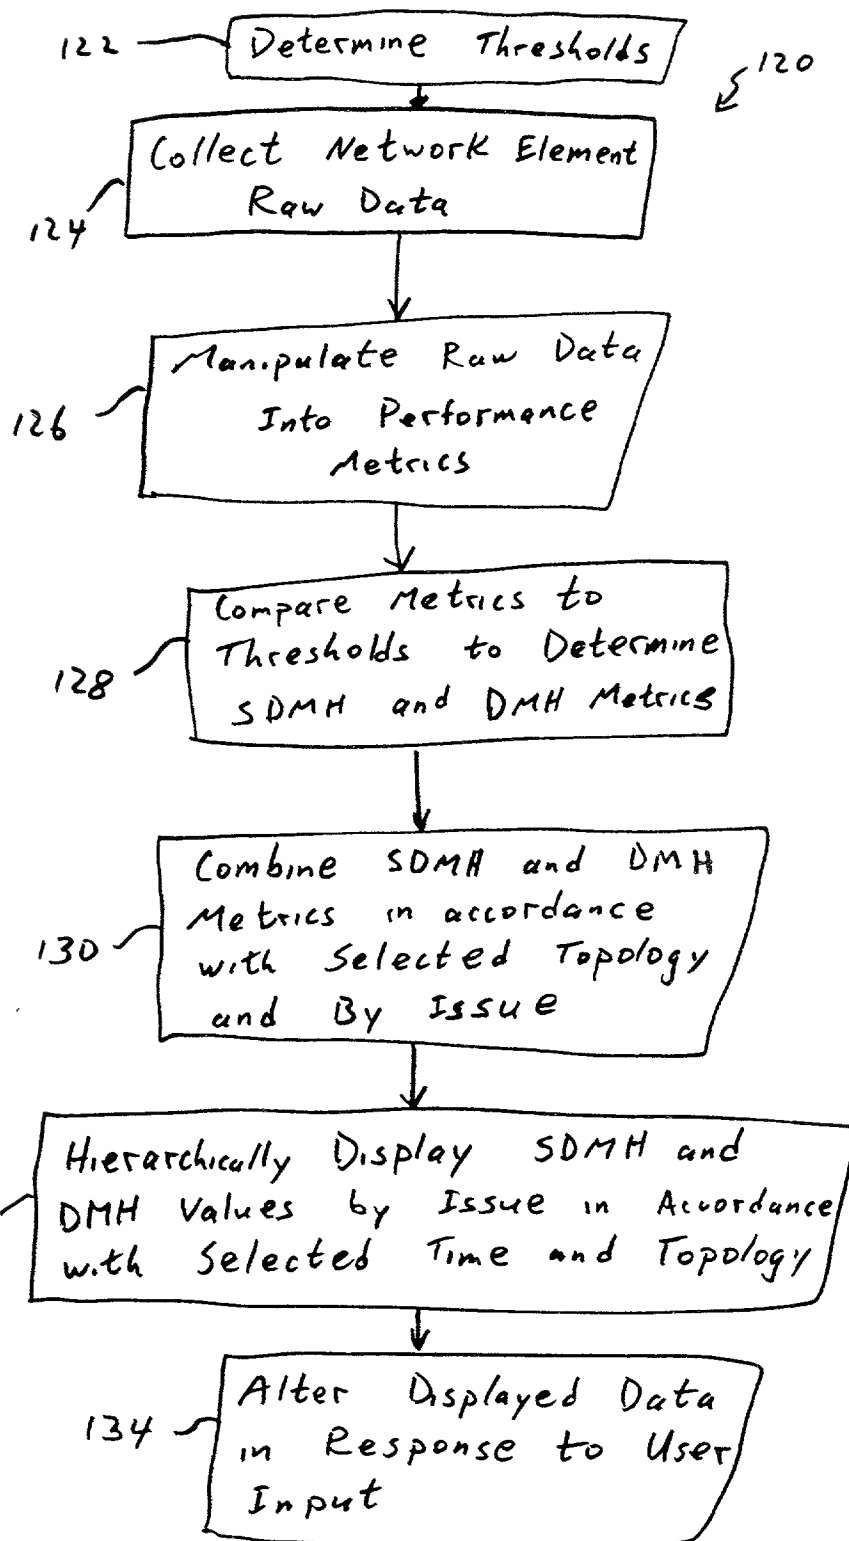 122
Determine Thresholds
120
Collect Network Element
Raw Data
124
Manipulate Raw Data
Into Performance
Metrics
126
Compare Metrics to
Thresholds to Determine
SDMH and DMH Metrics
128
Combine SDMH and DMH
Metrics in accordance
with Selected Topology
and By Issue
130
Hierarchically Display SDMH and
DMH Values by Issue in Accordance
with Selected Time and Topology
Alter Displayed Data
in Response to User
Input
134